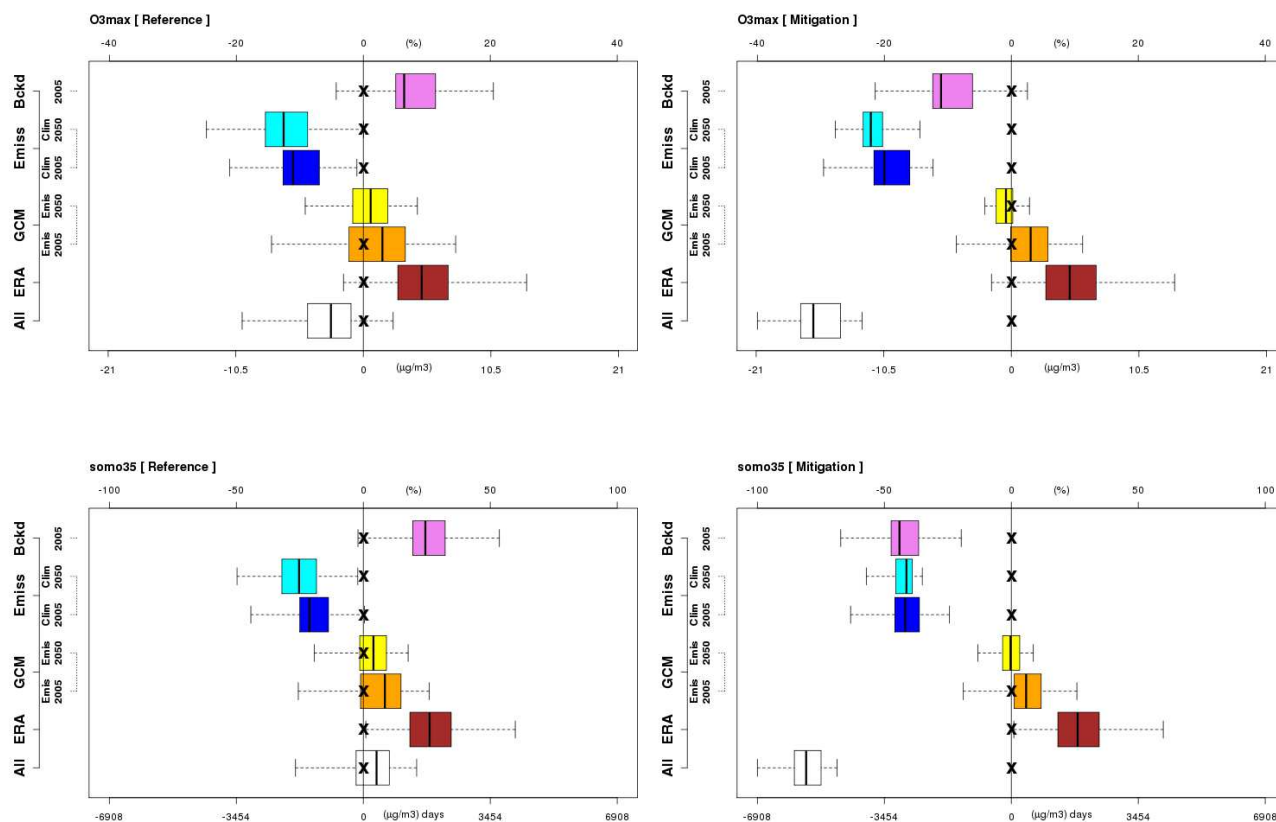 O3max [ Reference ]
-40 -20 0 (%) 20 40
Bckd
2005
Emiss
Clim
2050
Clim
2005
GCM
Emis
2050
Emis
2005
ERA
All
X
X
X
X
X
X
X
-21 -10.5 0 (µg/m3) 10.5 21
O3max [ Mitigation ]
-40 -20 0 (%) 20 40
Bckd
2005
Emiss
Clim
2050
Clim
2005
GCM
Emis
2050
Emis
2005
ERA
All
X
X
X
X
X
X
X
-21 -10.5 0 (µg/m3) 10.5 21
somo35 [ Reference ]
-100 -50 0 (%) 50 100
Bckd
2005
Emiss
Clim
2050
Clim
2005
GCM
Emis
2050
Emis
2005
ERA
All
X
X
X
X
X
X
X
-6908 -3454 0 (µg/m3) days 3454 6908
somo35 [ Mitigation ]
-100 -50 0 (%) 50 100
Bckd
2005
Emiss
Clim
2050
Clim
2005
GCM
Emis
2050
Emis
2005
ERA
All
X
X
X
X
X
X
X
-6908 -3454 0 (µg/m3) days 3454 6908